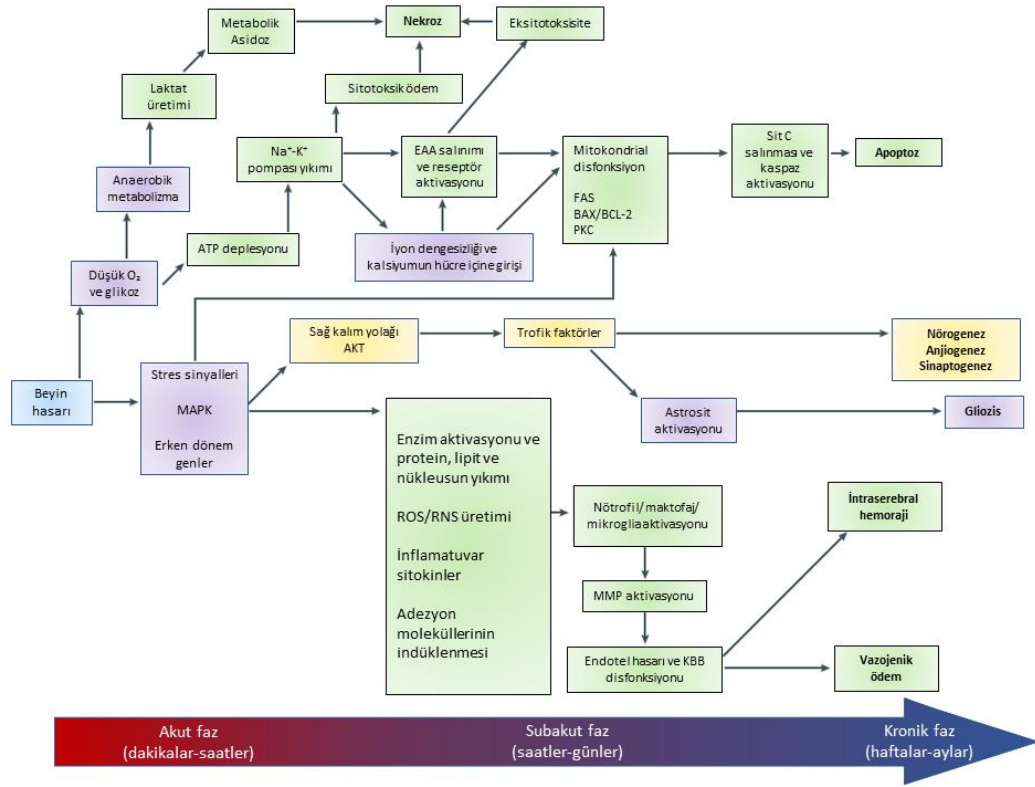 Metabolik
Asidoz
Nekroz
Eksitotoksisite
Laktat
üretimi
Sitotoksik ödem
Na⁺-K⁺
pompası yıkımı
EAA salınımı
ve reseptör
aktivasyonu
Mitokondrial
disfonksiyon
FAS
BAX/BCL-2
PKC
Sit C
salınması ve
kaspaz
aktivasyonu
Apoptoz
Anaerobik
metabolizma
ATP deplesyonu
İyon dengesizliği ve
kalsiyumun hücre içine girişi
Düşük O₂
ve glikoz
Sağ kalım yolağı
AKT
Trofik faktörler
Nörogenez
Anjiogenez
Sinaptogenez
Beyin
hasarı
Stres sinyalleri
MAPK
Erken dönem
genler
Astrosit
aktivasyonu
Gliozis
Enzim aktivasyonu ve
protein, lipit ve
nükleusun yıkımı
ROS/RNS üretimi
İnflamatuvar
sitokinler
Adezyon
moleküllerinin
indüklenmesi
Nötrofil/ maktofaj/
mikroglia aktivasyonu
İntraserebral
hemoraji
MMP aktivasyonu
Endotel hasarı ve KBB
disfonksiyonu
Vazojenik
ödem
Akut faz
(dakikalar-saatler)
Subakut faz
(saatler-günler)
Kronik faz
(haftalar-aylar)